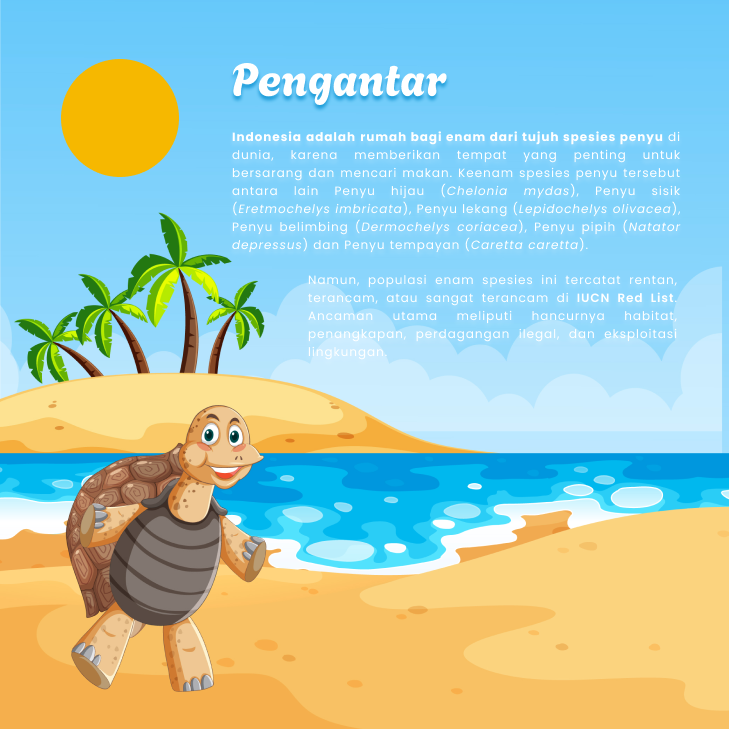 Pengantar
Indonesia adalah rumah bagi enam dari tujuh spesies penyu di
dunia, karena memberikan tempat yang penting untuk
bersarang dan mencari makan. Keenam spesies penyu tersebut
antara lain Penyu hijau (Chelonia mydas), Penyu sisik
(Eretmochelys imbricata), Penyu lekang (Lepidochelys olivacea),
Penyu belimbing (Dermochelys coriacea), Penyu pipih (Natator
depressus) dan Penyu tempayan (Caretta caretta).
Namun, populasi enam spesies ini tercatat rentan,
terancam, atau sangat terancam di IUCN Red List.
Ancaman utama meliputi hancurnya habitat,
penangkapan, perdagangan ilegal, dan eksploitasi
lingkungan.